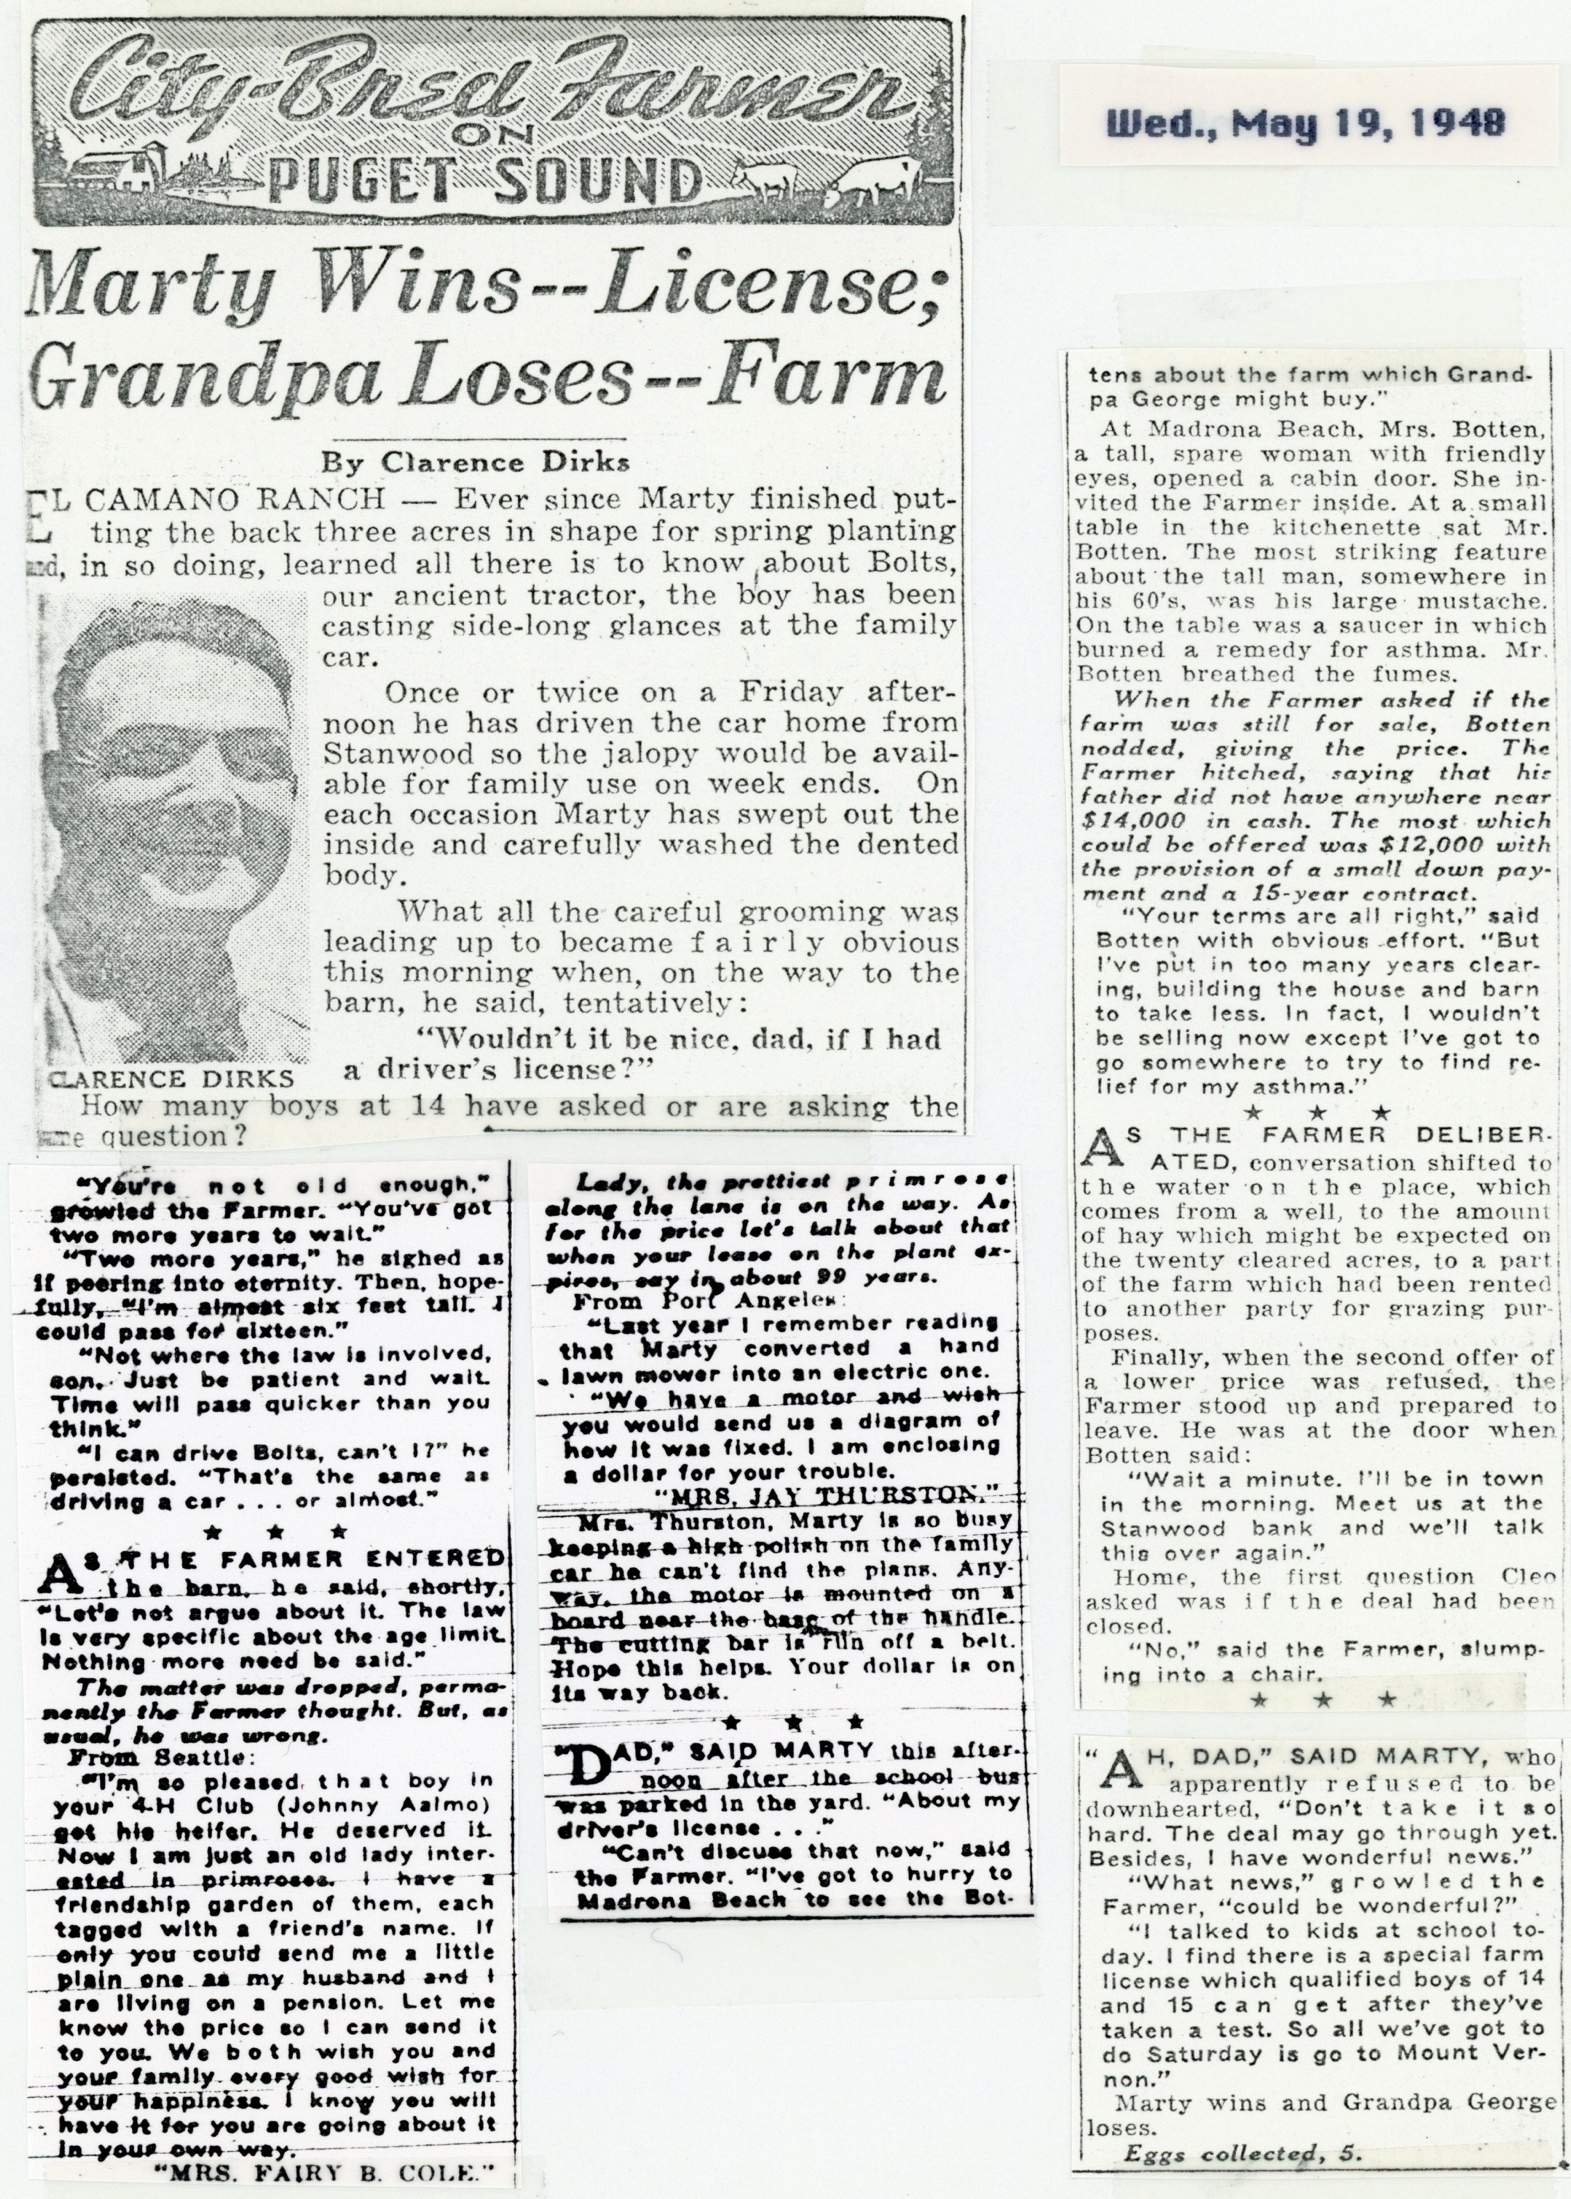 City-Bred Farmer
ON
PUGET SOUND
Wed., May 19, 1948
Marty Wins--License;
Grandpa Loses--Farm
By Clarence Dirks
EL CAMANO RANCH — Ever since Marty finished put-
ting the back three acres in shape for spring planting
and, in so doing, learned all there is to know about Bolts,
our ancient tractor, the boy has been
casting side-long glances at the family
car.
Once or twice on a Friday after-
noon he has driven the car home from
Stanwood so the jalopy would be avail-
able for family use on week ends. On
each occasion Marty has swept out the
inside and carefully washed the dented
body.
What all the careful grooming was
leading up to became fairly obvious
this morning when, on the way to the
barn, he said, tentatively:
"Wouldn't it be nice, dad, if I had
a driver's license?"
CLARENCE DIRKS
How many boys at 14 have asked or are asking the
question?
"You're not old enough,"
growled the Farmer. "You've got
two more years to wait."
"Two more years," he sighed as
if peering into eternity. Then, hope-
fully, "I'm almost six feet tall. I
could pass for sixteen."
"Not where the law is involved,
son. Just be patient and wait.
Time will pass quicker than you
think."
"I can drive Bolts, can't I?" he
persisted. "That's the same as
driving a car . . . or almost."
★ ★ ★
AS THE FARMER ENTERED
the barn, he said, shortly,
"Let's not argue about it. The law
is very specific about the age limit.
Nothing more need be said."
The matter was dropped, perma-
nently the Farmer thought. But, as
usual, he was wrong.
From Seattle:
"I'm so pleased that boy in
your 4-H Club (Johnny Aalmo)
got his heifer. He deserved it.
Now I am just an old lady inter-
ested in primroses. I have a
friendship garden of them, each
tagged with a friend's name. If
only you could send me a little
plain one as my husband and I
are living on a pension. Let me
know the price so I can send it
to you. We both wish you and
your family every good wish for
your happiness. I know you will
have it for you are going about it
in your own way.
"MRS. FAIRY B. COLE."
Lady, the prettiest primrose
along the lane is on the way. As
for the price let's talk about that
when your lease on the plant ex-
pires, say in about 99 years.
From Port Angeles:
"Last year I remember reading
that Marty converted a hand
lawn mower into an electric one.
"We have a motor and wish
you would send us a diagram of
how it was fixed. I am enclosing
a dollar for your trouble.
"MRS. JAY THURSTON."
Mrs. Thurston, Marty is so busy
keeping a high polish on the family
car he can't find the plans. Any-
way, the motor is mounted on a
board near the base of the handle.
The cutting bar is run off a belt.
Hope this helps. Your dollar is on
its way back.
★ ★ ★
"DAD," SAID MARTY this after-
noon after the school bus
was parked in the yard. "About my
driver's license . . ."
"Can't discuss that now," said
the Farmer. "I've got to hurry to
Madrona Beach to see the Bot-
tens about the farm which Grand-
pa George might buy."
At Madrona Beach, Mrs. Botten,
a tall, spare woman with friendly
eyes, opened a cabin door. She in-
vited the Farmer inside. At a small
table in the kitchenette sat Mr.
Botten. The most striking feature
about the tall man, somewhere in
his 60's, was his large mustache.
On the table was a saucer in which
burned a remedy for asthma. Mr.
Botten breathed the fumes.
When the Farmer asked if the
farm was still for sale, Botten
nodded, giving the price. The
Farmer hitched, saying that his
father did not have anywhere near
$14,000 in cash. The most which
could be offered was $12,000 with
the provision of a small down pay-
ment and a 15-year contract.
"Your terms are all right," said
Botten with obvious effort. "But
I've put in too many years clear-
ing, building the house and barn
to take less. In fact, I wouldn't
be selling now except I've got to
go somewhere to try to find re-
lief for my asthma."
★ ★ ★
AS THE FARMER DELIBER-
ATED, conversation shifted to
the water on the place, which
comes from a well, to the amount
of hay which might be expected on
the twenty cleared acres, to a part
of the farm which had been rented
to another party for grazing pur-
poses.
Finally, when the second offer of
a lower price was refused, the
Farmer stood up and prepared to
leave. He was at the door when
Botten said:
"Wait a minute. I'll be in town
in the morning. Meet us at the
Stanwood bank and we'll talk
this over again."
Home, the first question Cleo
asked was if the deal had been
closed.
"No," said the Farmer, slump-
ing into a chair.
★ ★ ★
"AH, DAD," SAID MARTY, who
apparently refused to be
downhearted, "Don't take it so
hard. The deal may go through yet.
Besides, I have wonderful news."
"What news," growled the
Farmer, "could be wonderful?"
"I talked to kids at school to-
day. I find there is a special farm
license which qualified boys of 14
and 15 can get after they've
taken a test. So all we've got to
do Saturday is go to Mount Ver-
non."
Marty wins and Grandpa George
loses.
Eggs collected, 5.